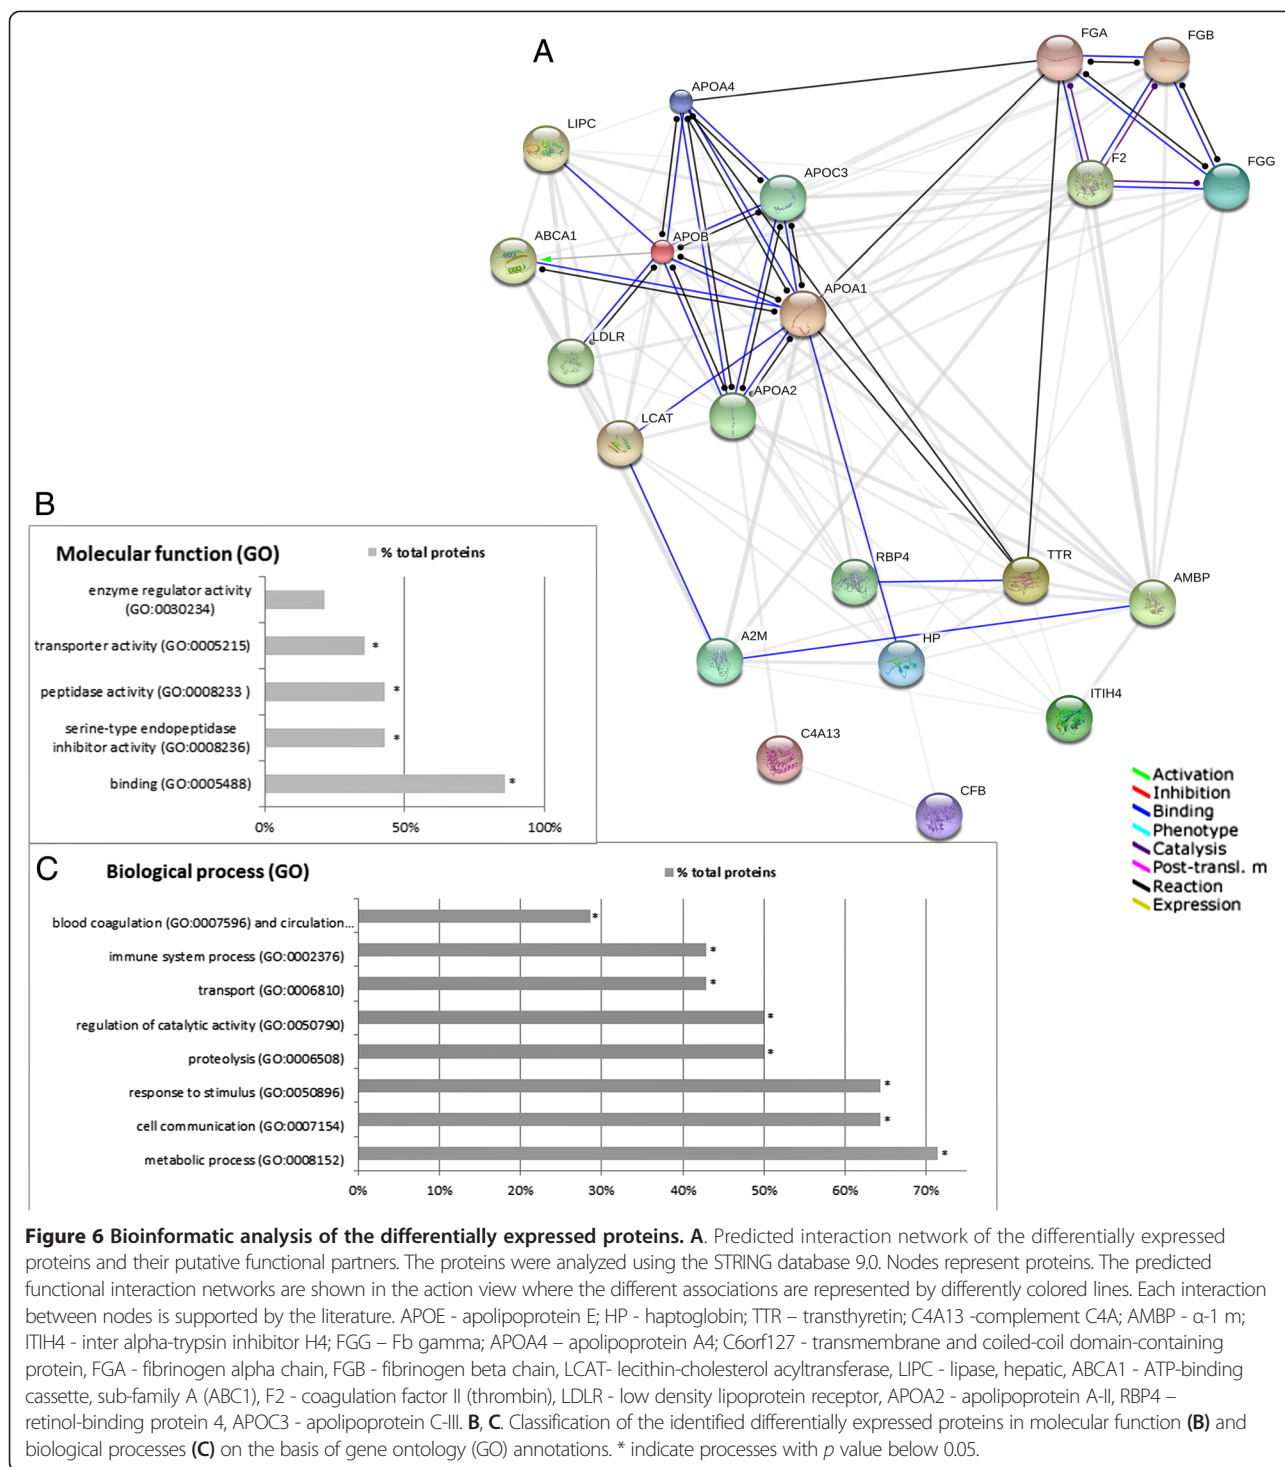 A
FGA
FGB
APOA4
LIPC
APOC3
F2
FGG
ABCA1
APOB
APOA1
LDLR
APOA2
LCAT
RBP4
TTR
AMBP
A2M
HP
ITIH4
C4A13
CFB
Activation
Inhibition
Binding
Phenotype
Catalysis
Post-transl. m
Reaction
Expression
B
Molecular function (GO)
% total proteins
enzyme regulator activity
(GO:0030234)
transporter activity (GO:0005215) *
peptidase activity (GO:0008233 ) *
serine-type endopeptidase
inhibitor activity (GO:0008236) *
binding (GO:0005488) *
0% 50% 100%
C
Biological process (GO)
% total proteins
blood coagulation (GO:0007596) and circulation... *
immune system process (GO:0002376) *
transport (GO:0006810) *
regulation of catalytic activity (GO:0050790) *
proteolysis (GO:0006508) *
response to stimulus (GO:0050896) *
cell communication (GO:0007154) *
metabolic process (GO:0008152) *
0% 10% 20% 30% 40% 50% 60% 70%
Figure 6 Bioinformatic analysis of the differentially expressed proteins. A. Predicted interaction network of the differentially expressed
proteins and their putative functional partners. The proteins were analyzed using the STRING database 9.0. Nodes represent proteins. The predicted
functional interaction networks are shown in the action view where the different associations are represented by differently colored lines. Each interaction
between nodes is supported by the literature. APOE - apolipoprotein E; HP - haptoglobin; TTR – transthyretin; C4A13 -complement C4A; AMBP - α-1 m;
ITIH4 - inter alpha-trypsin inhibitor H4; FGG – Fb gamma; APOA4 – apolipoprotein A4; C6orf127 - transmembrane and coiled-coil domain-containing
protein, FGA - fibrinogen alpha chain, FGB - fibrinogen beta chain, LCAT- lecithin-cholesterol acyltransferase, LIPC - lipase, hepatic, ABCA1 - ATP-binding
cassette, sub-family A (ABC1), F2 - coagulation factor II (thrombin), LDLR - low density lipoprotein receptor, APOA2 - apolipoprotein A-II, RBP4 –
retinol-binding protein 4, APOC3 - apolipoprotein C-III. B, C. Classification of the identified differentially expressed proteins in molecular function (B) and
biological processes (C) on the basis of gene ontology (GO) annotations. * indicate processes with p value below 0.05.